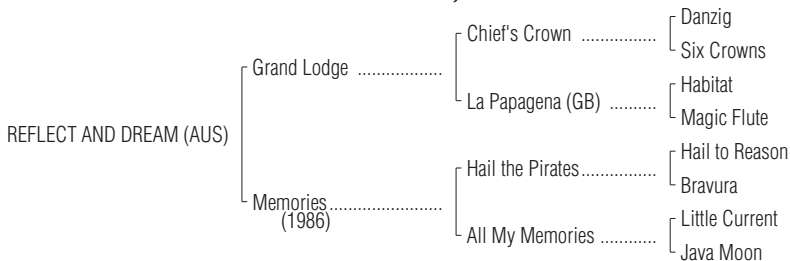 Danzig
Chief's Crown ................
Six Crowns
Grand Lodge ..................
Habitat
La Papagena (GB) ..........
Magic Flute
REFLECT AND DREAM (AUS)
Hail to Reason
Hail the Pirates................
Bravura
Memories........................
(1986)
Little Current
All My Memories ............
Java Moon